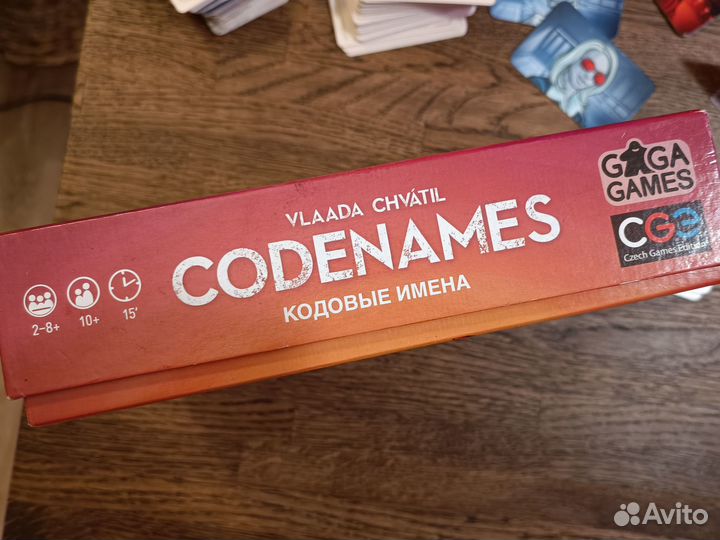 VLAADA CHVÁTIL
CODENAMES
КОДОВЫЕ ИМЕНА
2-8+
10+
15'
GAGA
GAMES
CGE
Czech Games Edition
Avito